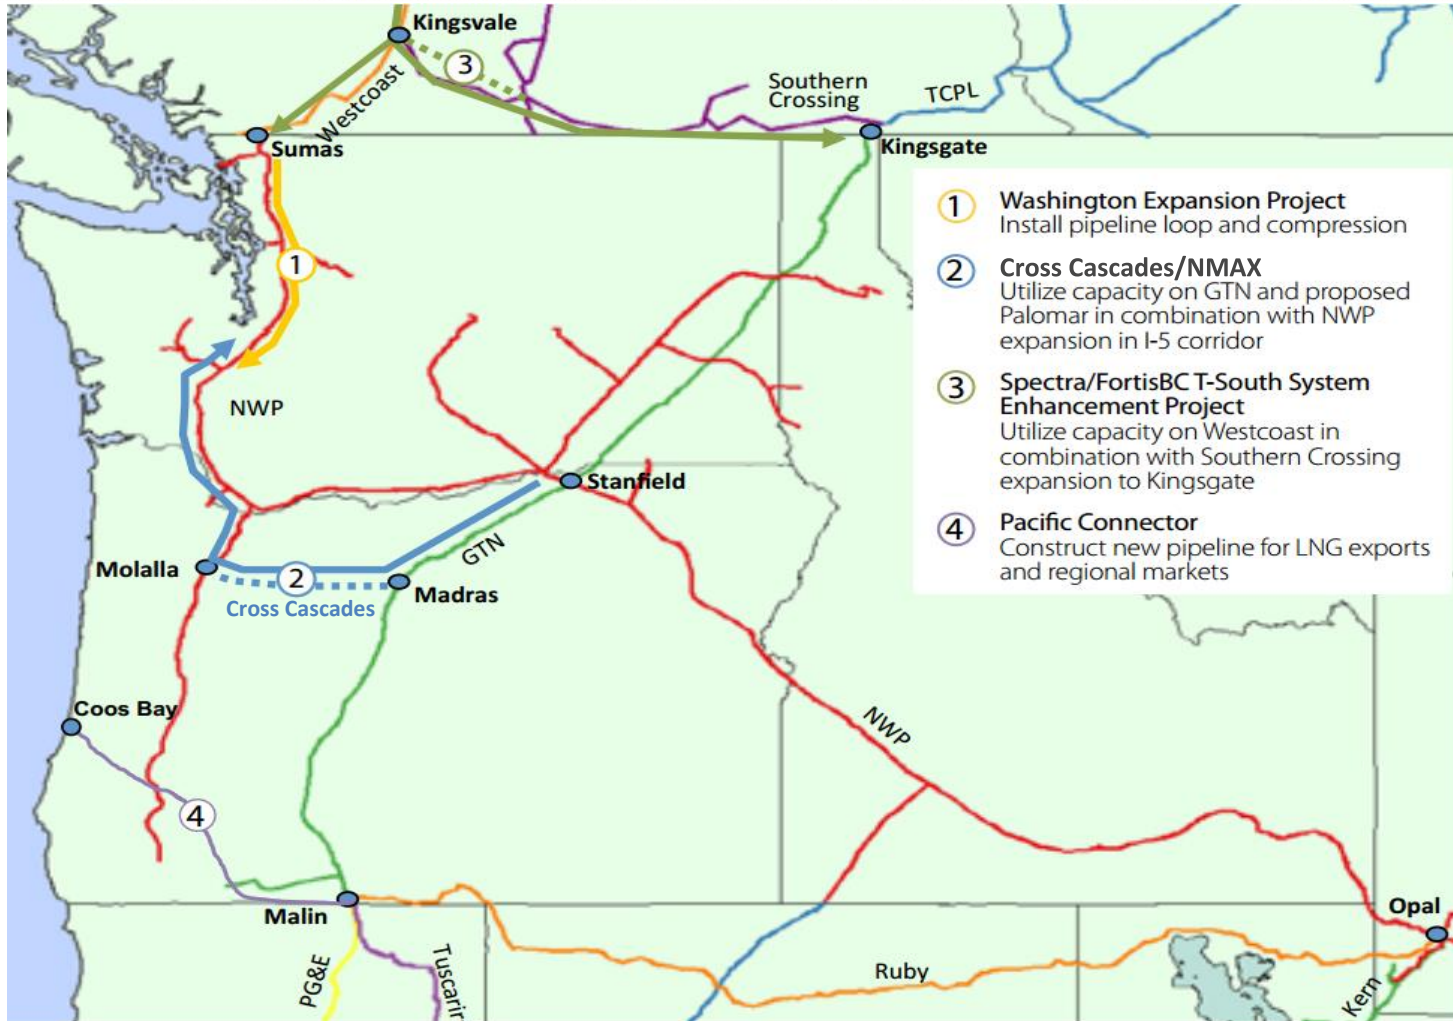 Kingsvale
3
Southern
Crossing
TCPL
Westcoast
Sumas
Kingsgate
1
NWP
Stanfield
GTN
Molalla
2
Madras
Cross Cascades
Coos Bay
NWP
4
Malin
Opal
PG&E
Tuscarir
Ruby
Kern
1 Washington Expansion Project
Install pipeline loop and compression
2 Cross Cascades/NMAX
Utilize capacity on GTN and proposed
Palomar in combination with NWP
expansion in I-5 corridor
3 Spectra/FortisBC T-South System
Enhancement Project
Utilize capacity on Westcoast in
combination with Southern Crossing
expansion to Kingsgate
4 Pacific Connector
Construct new pipeline for LNG exports
and regional markets